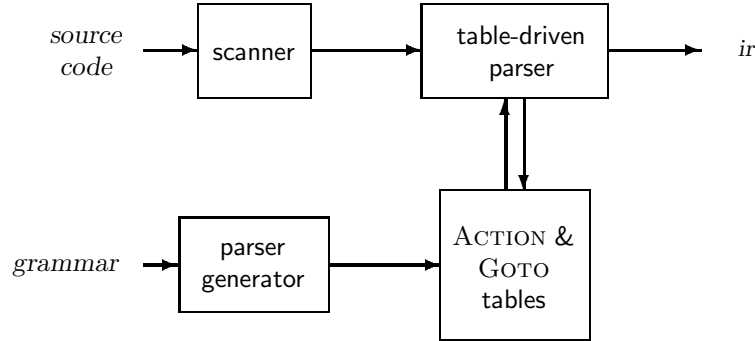 source
code
scanner
table-driven
parser
ir
grammar
parser
generator
ACTION &
GOTO
tables